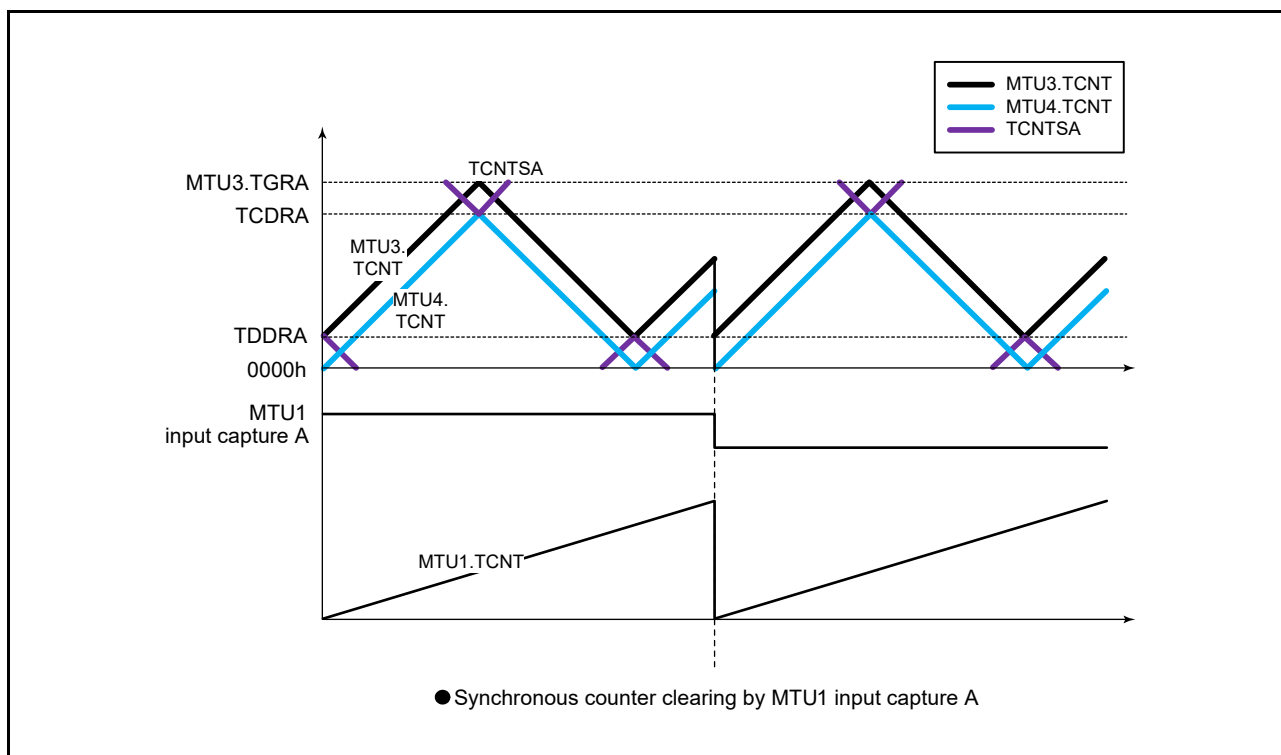 MTU3.TCNT
MTU4.TCNT
TCNTSA
TCNTSA
MTU3.TGRA
TCDRA
MTU3.
TCNT
MTU4.
TCNT
TDDRA
0000h
MTU1
input capture A
MTU1.TCNT
●Synchronous counter clearing by MTU1 input capture A